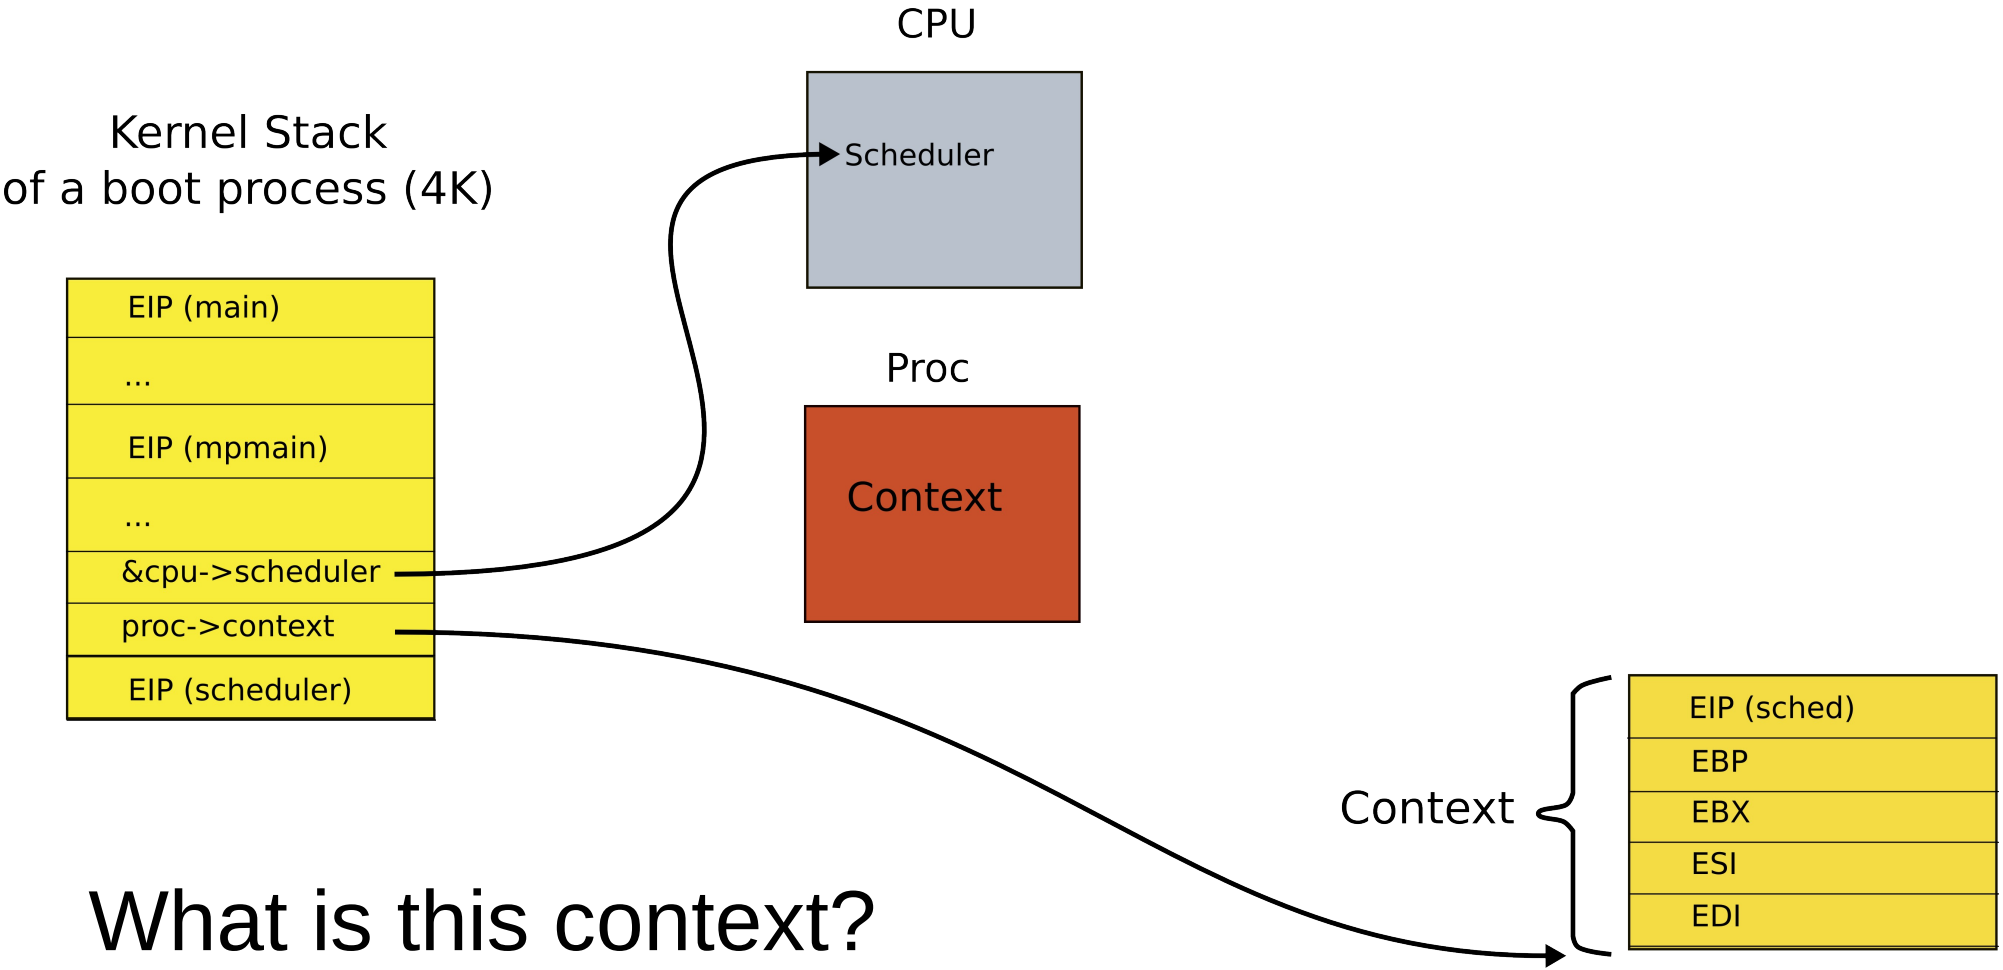 CPU
Kernel Stack
of a boot process (4K)
Scheduler
EIP (main)
...
EIP (mpmain)
...
&cpu->scheduler
proc->context
EIP (scheduler)
Proc
Context
Context
EIP (sched)
EBP
EBX
ESI
EDI
What is this context?